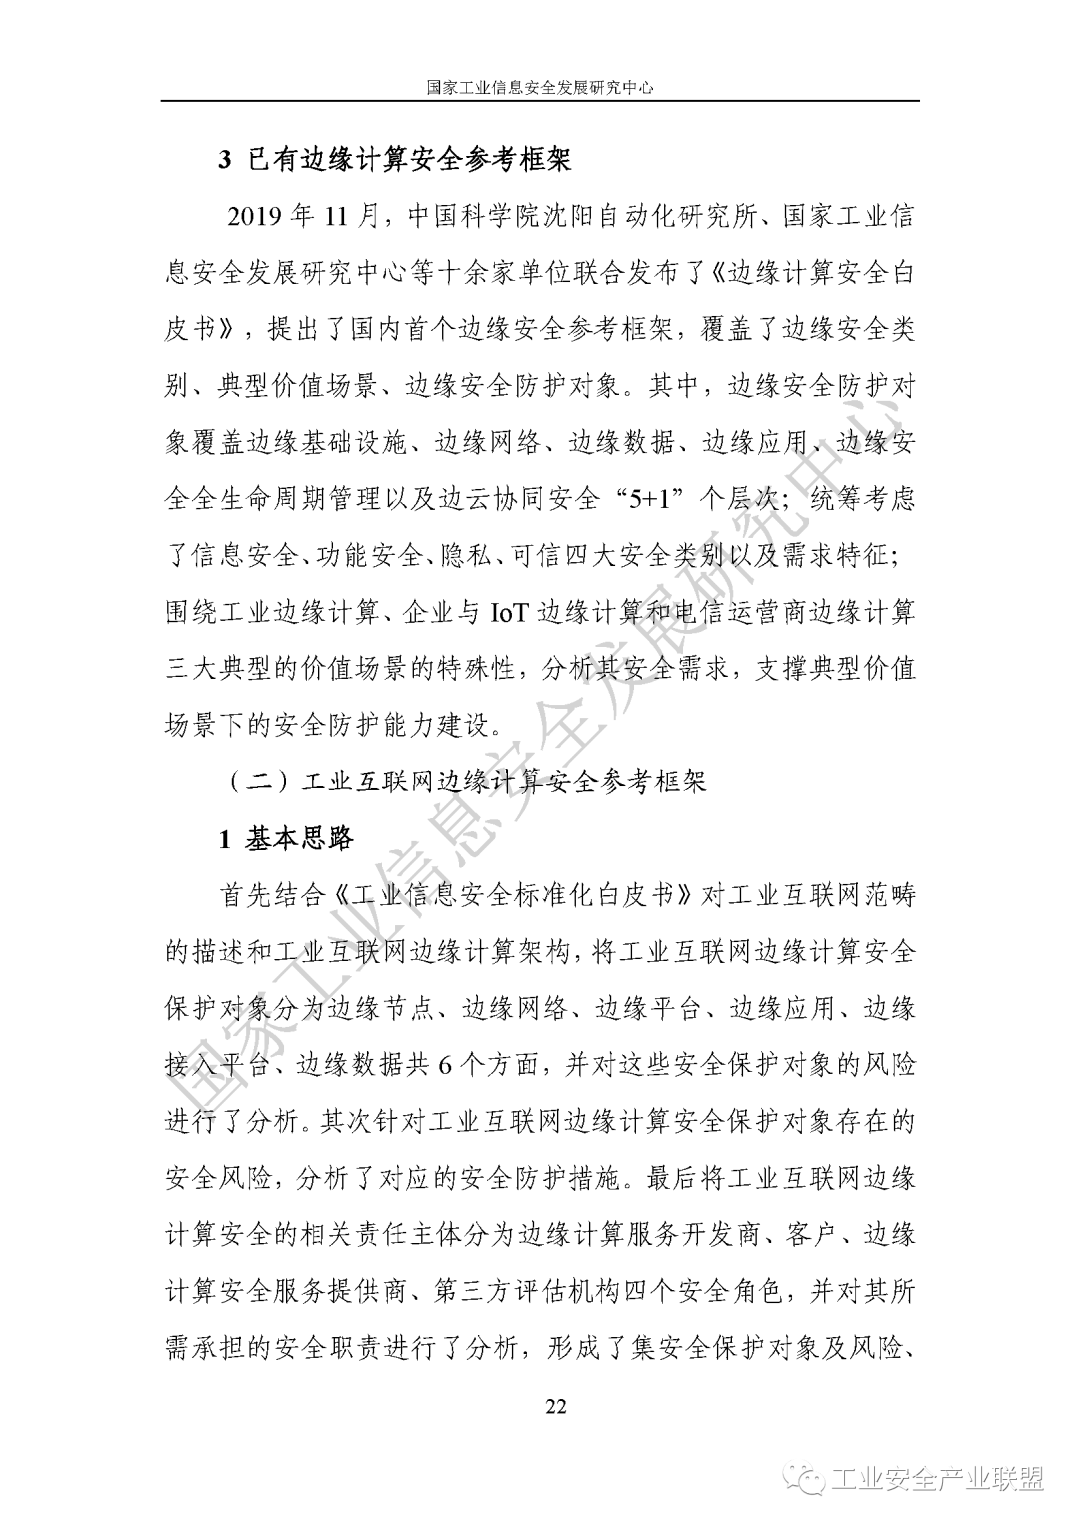 国家工业信息安全发展研究中心
3 已有边缘计算安全参考框架
2019 年 11 月，中国科学院沈阳自动化研究所、国家工业信
息安全发展研究中心等十余家单位联合发布了《边缘计算安全白
皮书》，提出了国内首个边缘安全参考框架，覆盖了边缘安全类
别、典型价值场景、边缘安全防护对象。其中，边缘安全防护对
象覆盖边缘基础设施、边缘网络、边缘数据、边缘应用、边缘安
全全生命周期管理以及边云协同安全“5+1”个层次；统筹考虑
了信息安全、功能安全、隐私、可信四大安全类别以及需求特征；
围绕工业边缘计算、企业与 IoT 边缘计算和电信运营商边缘计算
三大典型的价值场景的特殊性，分析其安全需求，支撑典型价值
场景下的安全防护能力建设。
（二）工业互联网边缘计算安全参考框架
1 基本思路
首先结合《工业信息安全标准化白皮书》对工业互联网范畴
的描述和工业互联网边缘计算架构，将工业互联网边缘计算安全
保护对象分为边缘节点、边缘网络、边缘平台、边缘应用、边缘
接入平台、边缘数据共 6 个方面，并对这些安全保护对象的风险
进行了分析。其次针对工业互联网边缘计算安全保护对象存在的
安全风险，分析了对应的安全防护措施。最后将工业互联网边缘
计算安全的相关责任主体分为边缘计算服务开发商、客户、边缘
计算安全服务提供商、第三方评估机构四个安全角色，并对其所
需承担的安全职责进行了分析，形成了集安全保护对象及风险、
国家工业信息安全发展研究中心
22
工业安全产业联盟